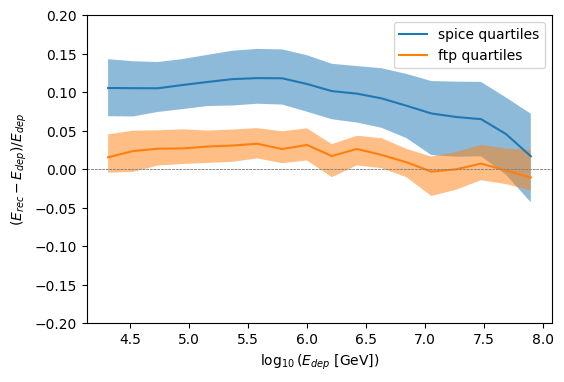 spice quartiles
ftp quartiles
(E_rec − E_dep)/E_dep
0.20
0.15
0.10
0.05
0.00
−0.05
−0.10
−0.15
−0.20
4.5 5.0 5.5 6.0 6.5 7.0 7.5 8.0
log₁₀(E_dep [GeV])